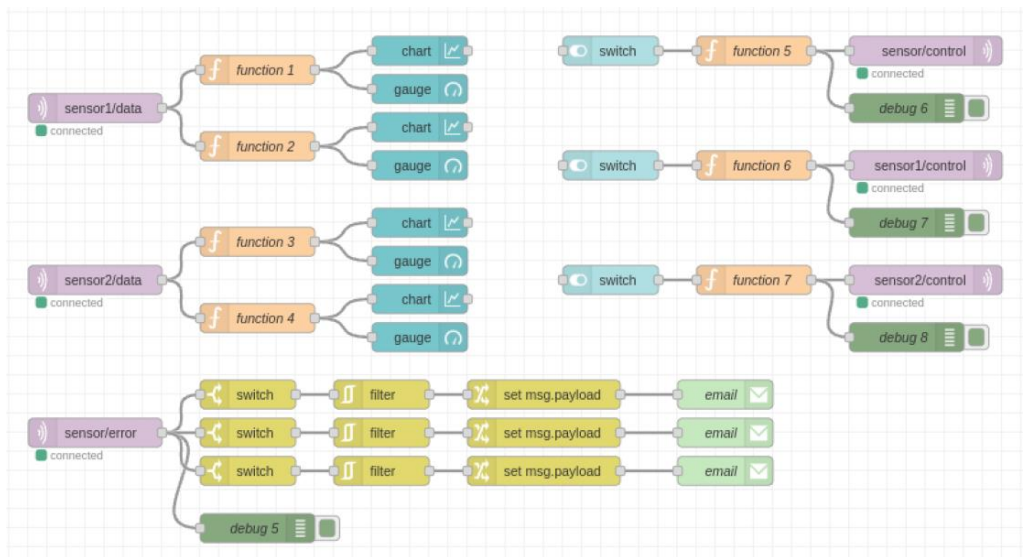 sensor1/data
connected
function 1
chart
gauge
function 2
chart
gauge
sensor2/data
connected
function 3
chart
gauge
function 4
chart
gauge
sensor/error
connected
switch filter set msg.payload email
switch filter set msg.payload email
switch filter set msg.payload email
debug 5
switch function 5 sensor/control
connected
debug 6
switch function 6 sensor1/control
connected
debug 7
switch function 7 sensor2/control
connected
debug 8